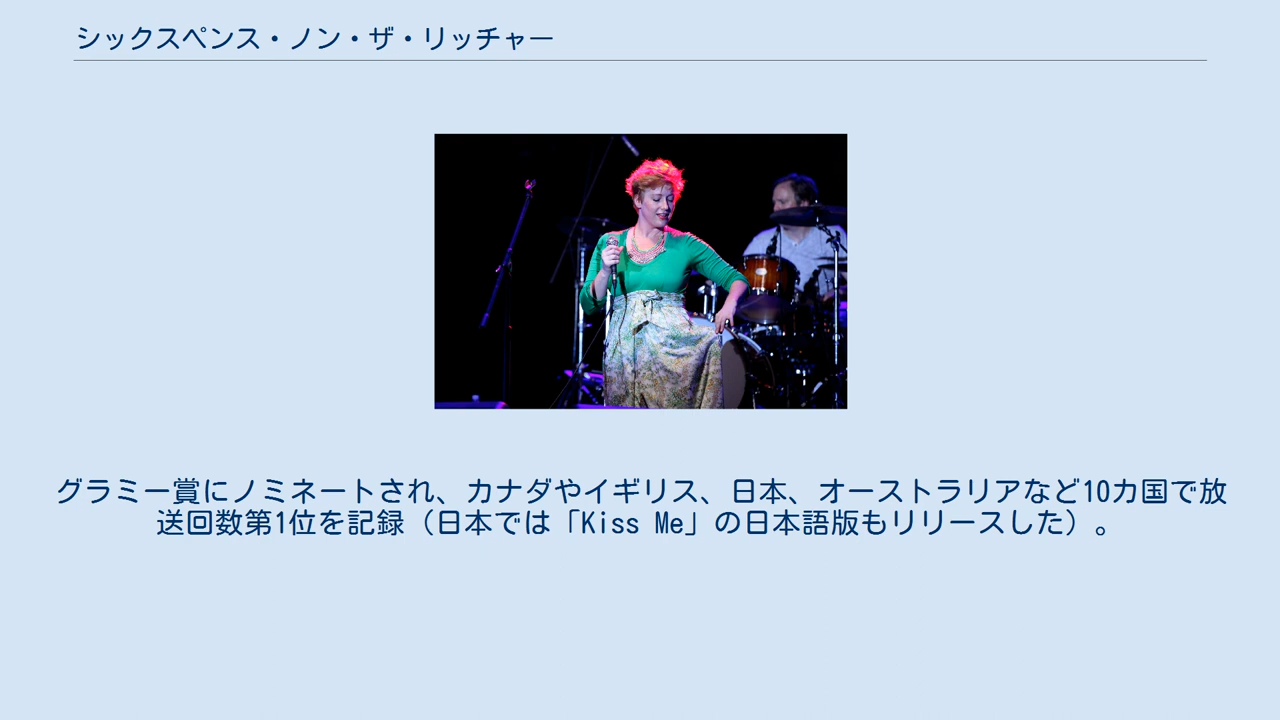 シックスペンス・ノン・ザ・リッチャー
グラミー賞にノミネートされ、カナダやイギリス、日本、オーストラリアなど10カ国で放
送回数第1位を記録（日本では「Kiss Me」の日本語版もリリースした）。